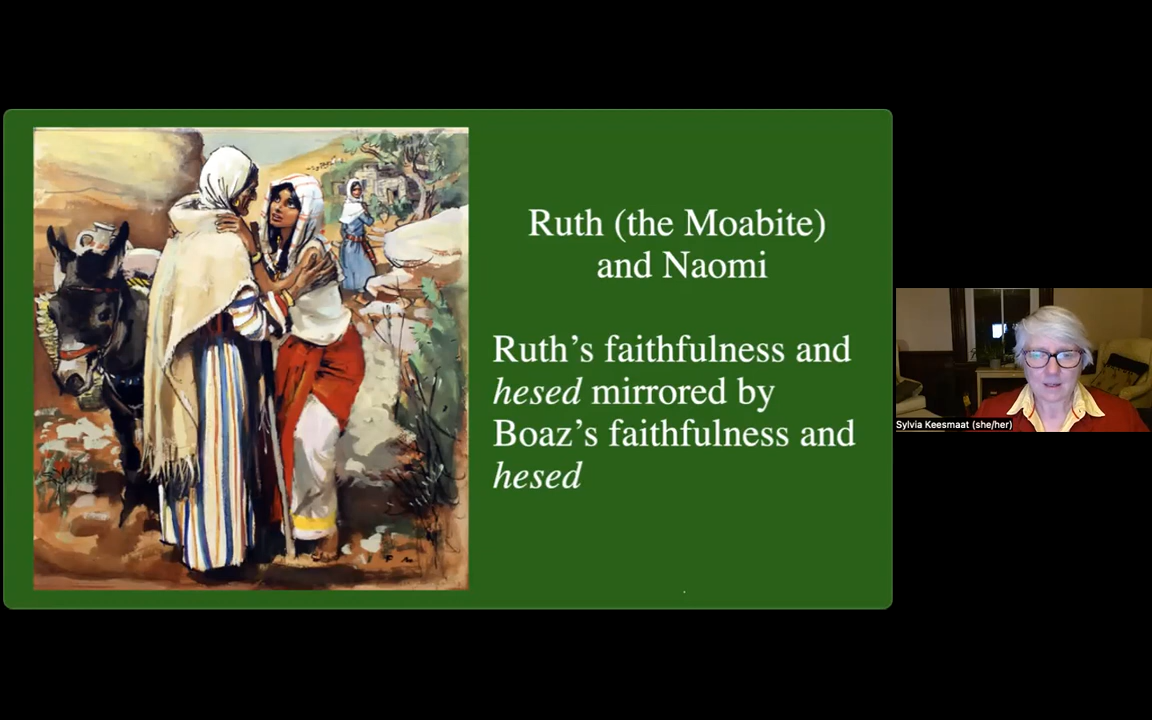 Ruth (the Moabite)
and Naomi
Ruth’s faithfulness and
hesed mirrored by
Boaz’s faithfulness and
hesed
Sylvia Keesmaat (she/her)